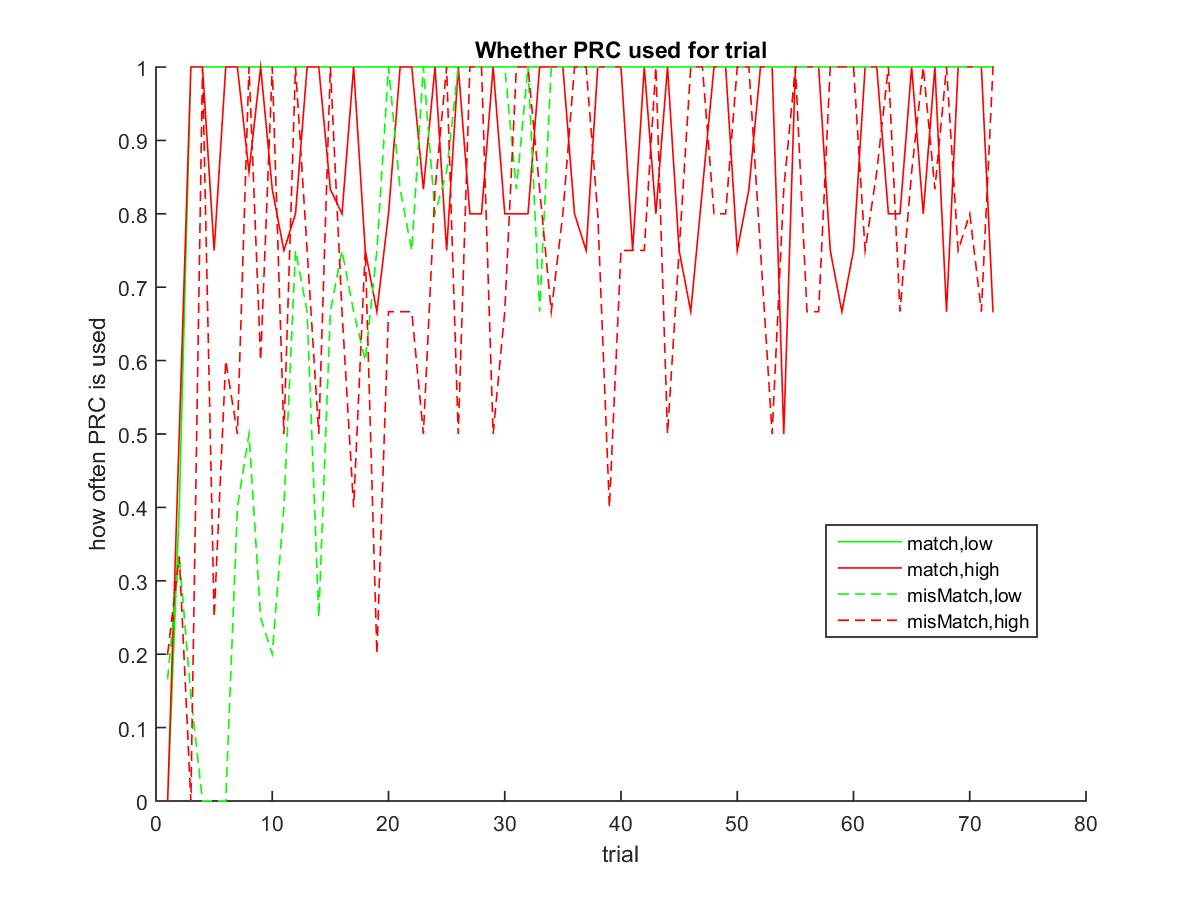 Whether PRC used for trial
1
0.9
0.8
0.7
0.6
0.5
0.4
0.3
0.2
0.1
0
how often PRC is used
match,low
match,high
misMatch,low
misMatch,high
0 10 20 30 40 50 60 70 80
trial